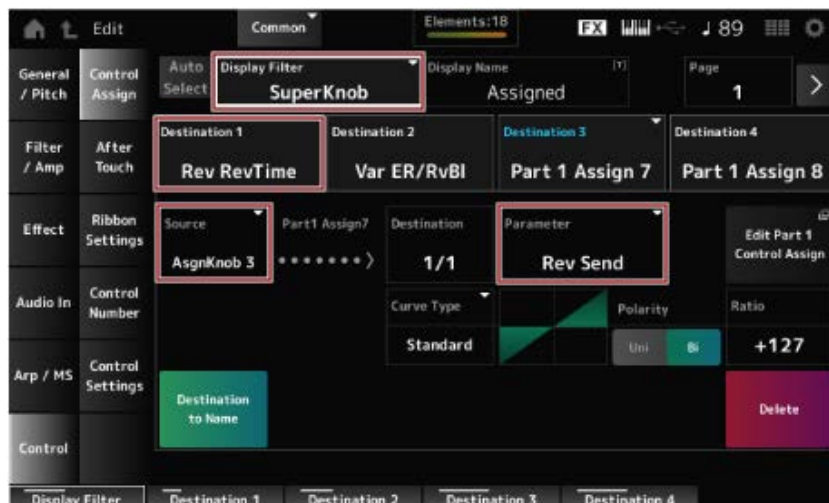 Edit
Common
Elements:18
FX
♩ 89
General / Pitch
Control Assign
Auto Select
Display Filter
SuperKnob
Display Name
[T]
Assigned
Page
1
>
Filter / Amp
After Touch
Destination 1
Rev RevTime
Destination 2
Var ER/RvBl
Destination 3
Part 1 Assign 7
Destination 4
Part 1 Assign 8
Effect
Ribbon Settings
Source
AsgnKnob 3
Part1 Assign7
Destination
1/1
Parameter
Rev Send
Edit Part 1
Control Assign
Audio In
Control Number
Curve Type
Standard
Polarity
Uni
Bi
Ratio
+127
Arp / MS
Control Settings
Destination
to Name
Delete
Control
Display Filter
Destination 1
Destination 2
Destination 3
Destination 4